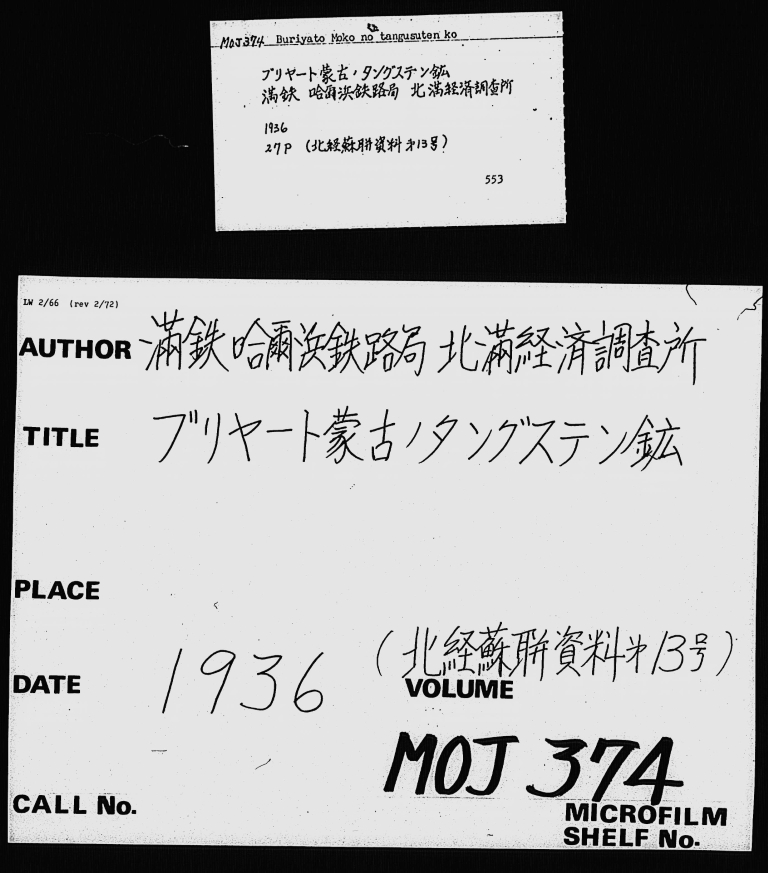 MOJ 374 Buriyato Moko no tangusuten ko
ブリヤート蒙古ノタングステン鉱
満鉄 哈爾浜鉄路局 北満経済調査所
1936
27P (北経蘇聯資料オ13号)
553
LW 2/66 (rev 2/72)
AUTHOR 満鉄哈爾浜鉄路局 北満経済調査所
TITLE ブリヤート蒙古ノタングステン鉱
PLACE
DATE 1936 (北経蘇聯資料オ13号)
VOLUME
MOJ 374
CALL No.
MICROFILM
SHELF No.